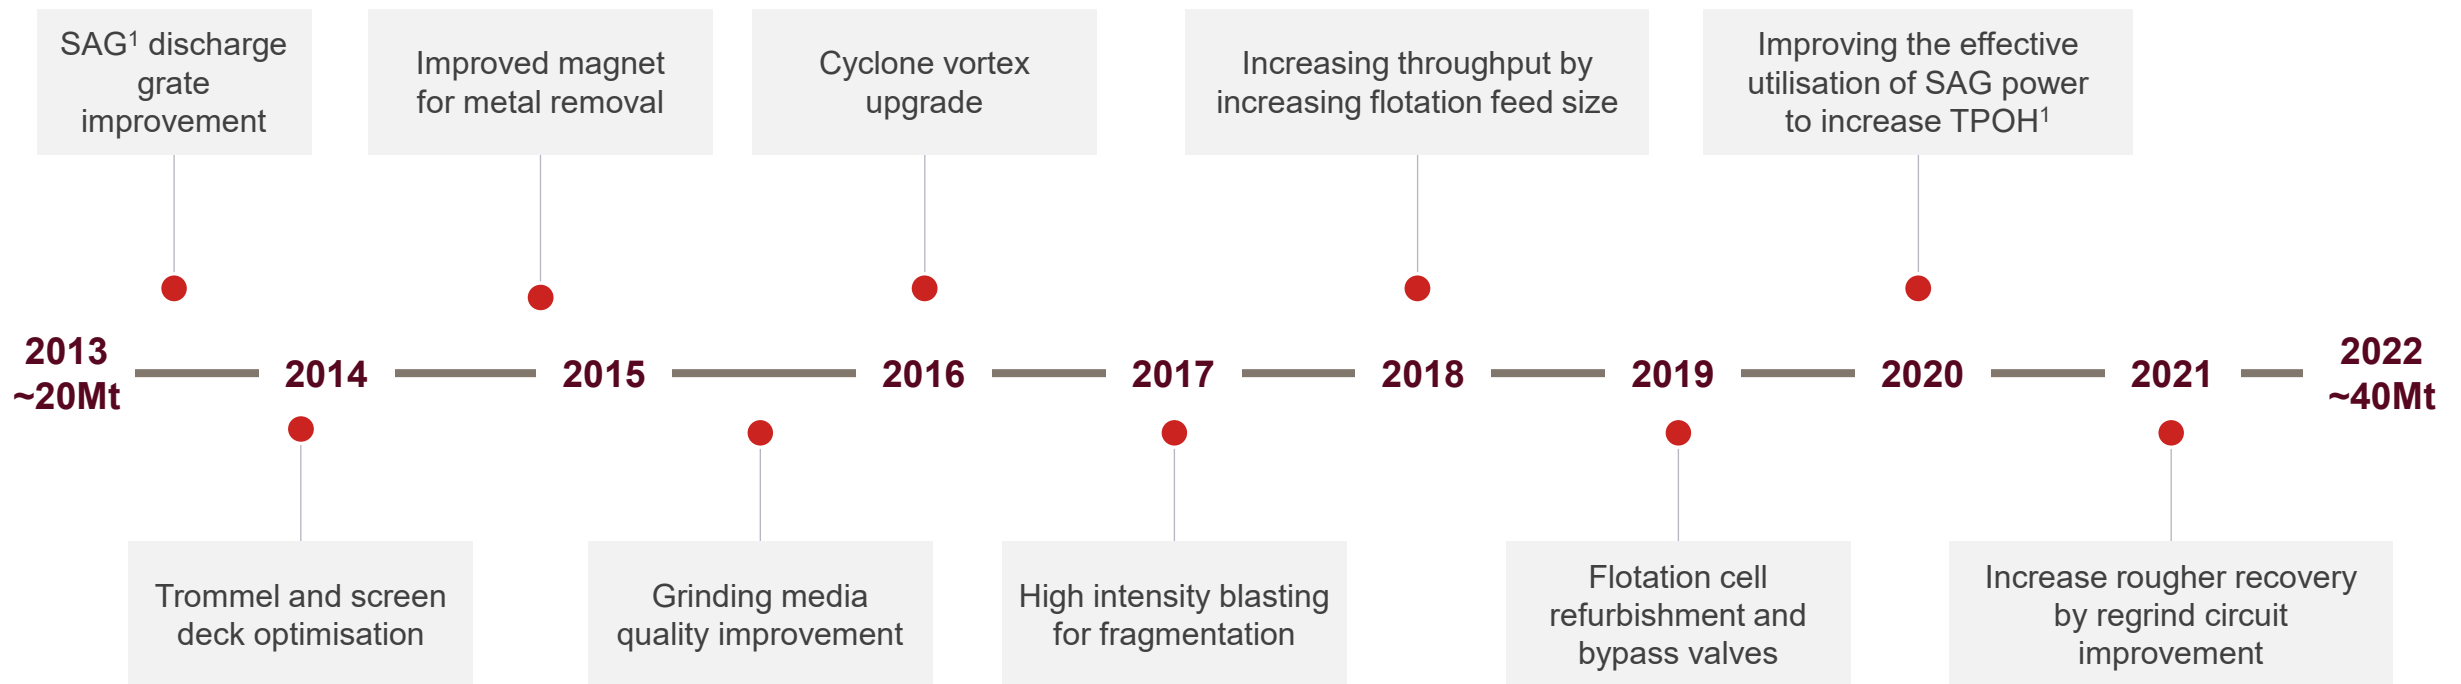 SAG¹ discharge
grate
improvement
Improved magnet
for metal removal
Cyclone vortex
upgrade
Increasing throughput by
increasing flotation feed size
Improving the effective
utilisation of SAG power
to increase TPOH¹
2013
~20Mt
2014
2015
2016
2017
2018
2019
2020
2021
2022
~40Mt
Trommel and screen
deck optimisation
Grinding media
quality improvement
High intensity blasting
for fragmentation
Flotation cell
refurbishment and
bypass valves
Increase rougher recovery
by regrind circuit
improvement